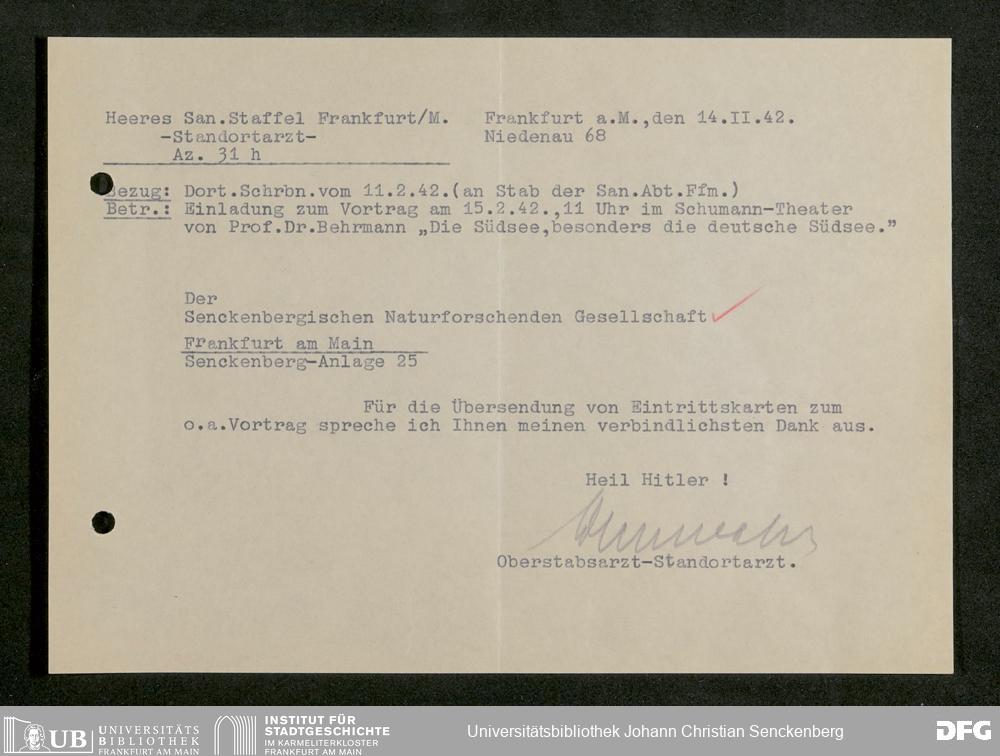 Heeres San.Staffel Frankfurt/M.
-Standortarzt-
Az. 31 h
Frankfurt a.M.,den 14.II.42.
Niedenau 68
Bezug: Dort.Schrbn.vom 11.2.42.(an Stab der San.Abt.Ffm.)
Betr.: Einladung zum Vortrag am 15.2.42.,11 Uhr im Schumann-Theater
von Prof.Dr.Behrmann „Die Südsee,besonders die deutsche Südsee.”
Der
Senckenbergischen Naturforschenden Gesellschaft
Frankfurt am Main
Senckenberg-Anlage 25
Für die Übersendung von Eintrittskarten zum
o.a.Vortrag spreche ich Ihnen meinen verbindlichsten Dank aus.
Heil Hitler !
Oberstabsarzt-Standortarzt.
UB UNIVERSITÄTS
BIBLIOTHEK
FRANKFURT AM MAIN
INSTITUT FÜR
STADTGESCHICHTE
IM KARMELITERKLOSTER
FRANKFURT AM MAIN
Universitätsbibliothek Johann Christian Senckenberg
DFG